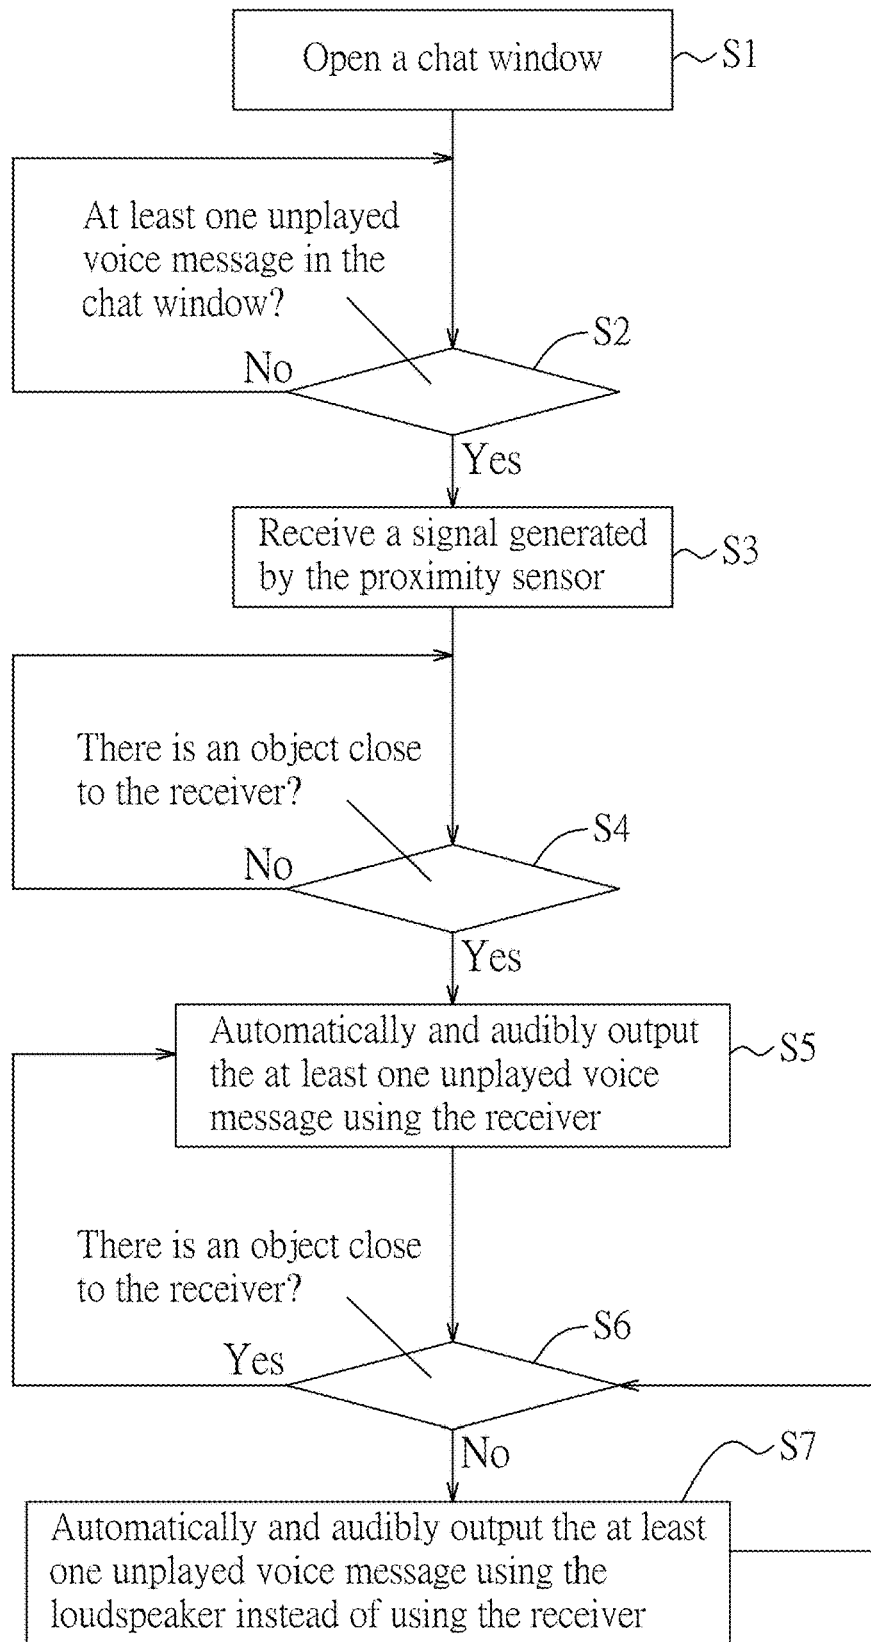 Open a chat window
S1
At least one unplayed
voice message in the
chat window?
S2
No
Yes
Receive a signal generated
by the proximity sensor
S3
There is an object close
to the receiver?
S4
No
Yes
Automatically and audibly output
the at least one unplayed voice
message using the receiver
S5
There is an object close
to the receiver?
S6
Yes
No
S7
Automatically and audibly output the at least
one unplayed voice message using the
loudspeaker instead of using the receiver